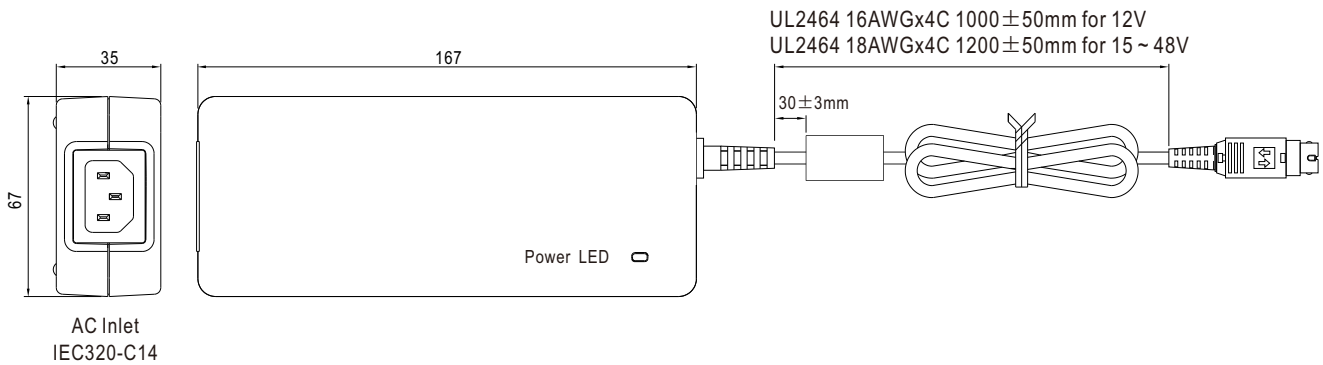 UL2464 16AWGx4C 1000±50mm for 12V
UL2464 18AWGx4C 1200±50mm for 15~48V
35
167
30±3mm
67
Power LED
AC Inlet
IEC320-C14